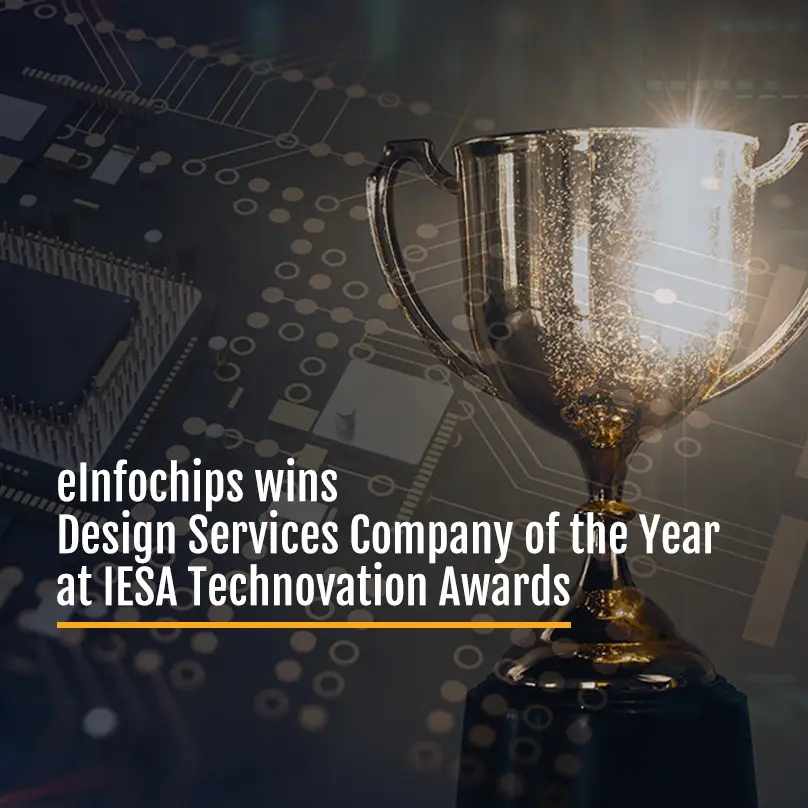 eInfochips wins
Design Services Company of the Year
at IESA Technovation Awards